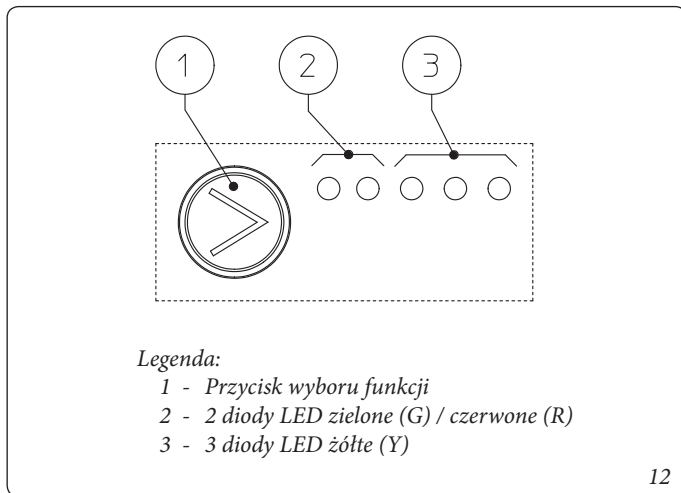 1 2 3
Legenda:
1 - Przycisk wyboru funkcji
2 - 2 diody LED zielone (G) / czerwone (R)
3 - 3 diody LED żółte (Y)
12